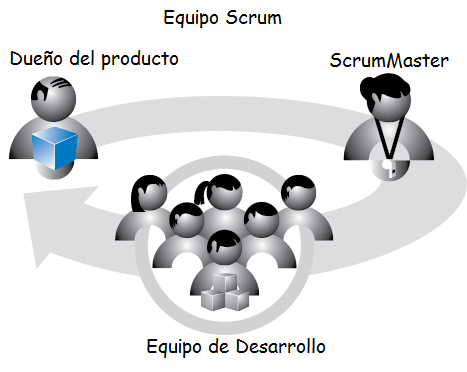 Equipo Scrum
Dueño del producto
ScrumMaster
Equipo de Desarrollo